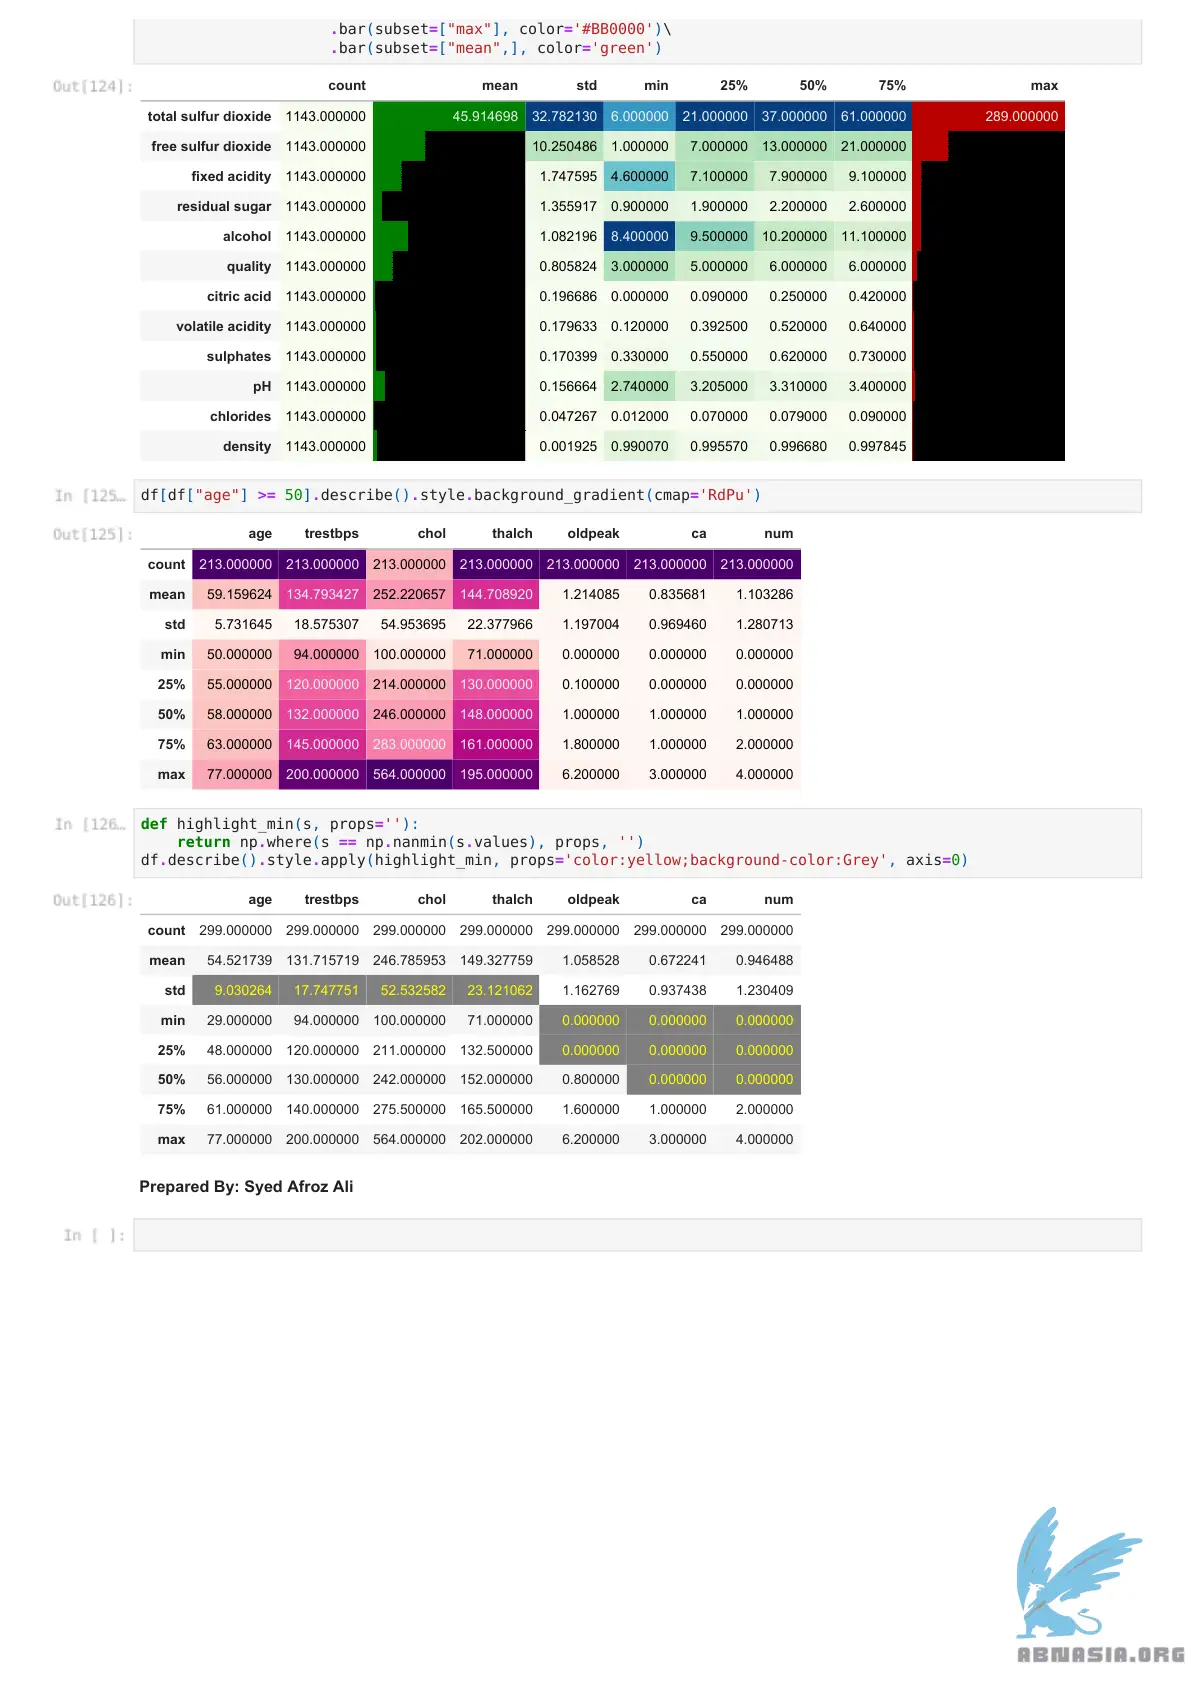 .bar(subset=["max"], color='#BB0000')\
.bar(subset=["mean",], color='green')
Out[124]:
count mean std min 25% 50% 75% max
total sulfur dioxide 1143.000000 45.914698 32.782130 6.000000 21.000000 37.000000 61.000000 289.000000
free sulfur dioxide 1143.000000 10.250486 1.000000 7.000000 13.000000 21.000000
fixed acidity 1143.000000 1.747595 4.600000 7.100000 7.900000 9.100000
residual sugar 1143.000000 1.355917 0.900000 1.900000 2.200000 2.600000
alcohol 1143.000000 1.082196 8.400000 9.500000 10.200000 11.100000
quality 1143.000000 0.805824 3.000000 5.000000 6.000000 6.000000
citric acid 1143.000000 0.196686 0.000000 0.090000 0.250000 0.420000
volatile acidity 1143.000000 0.179633 0.120000 0.392500 0.520000 0.640000
sulphates 1143.000000 0.170399 0.330000 0.550000 0.620000 0.730000
pH 1143.000000 0.156664 2.740000 3.205000 3.310000 3.400000
chlorides 1143.000000 0.047267 0.012000 0.070000 0.079000 0.090000
density 1143.000000 0.001925 0.990070 0.995570 0.996680 0.997845
In [125… df[df["age"] >= 50].describe().style.background_gradient(cmap='RdPu')
Out[125]:
age trestbps chol thalch oldpeak ca num
count 213.000000 213.000000 213.000000 213.000000 213.000000 213.000000 213.000000
mean 59.159624 134.793427 252.220657 144.708920 1.214085 0.835681 1.103286
std 5.731645 18.575307 54.953695 22.377966 1.197004 0.969460 1.280713
min 50.000000 94.000000 100.000000 71.000000 0.000000 0.000000 0.000000
25% 55.000000 120.000000 214.000000 130.000000 0.100000 0.000000 0.000000
50% 58.000000 132.000000 246.000000 148.000000 1.000000 1.000000 1.000000
75% 63.000000 145.000000 283.000000 161.000000 1.800000 1.000000 2.000000
max 77.000000 200.000000 564.000000 195.000000 6.200000 3.000000 4.000000
In [126… def highlight_min(s, props=''):
return np.where(s == np.nanmin(s.values), props, '')
df.describe().style.apply(highlight_min, props='color:yellow;background-color:Grey', axis=0)
Out[126]:
age trestbps chol thalch oldpeak ca num
count 299.000000 299.000000 299.000000 299.000000 299.000000 299.000000 299.000000
mean 54.521739 131.715719 246.785953 149.327759 1.058528 0.672241 0.946488
std 9.030264 17.747751 52.532582 23.121062 1.162769 0.937438 1.230409
min 29.000000 94.000000 100.000000 71.000000 0.000000 0.000000 0.000000
25% 48.000000 120.000000 211.000000 132.500000 0.000000 0.000000 0.000000
50% 56.000000 130.000000 242.000000 152.000000 0.800000 0.000000 0.000000
75% 61.000000 140.000000 275.500000 165.500000 1.600000 1.000000 2.000000
max 77.000000 200.000000 564.000000 202.000000 6.200000 3.000000 4.000000
Prepared By: Syed Afroz Ali
In [ ]:
ABNASIA.ORG